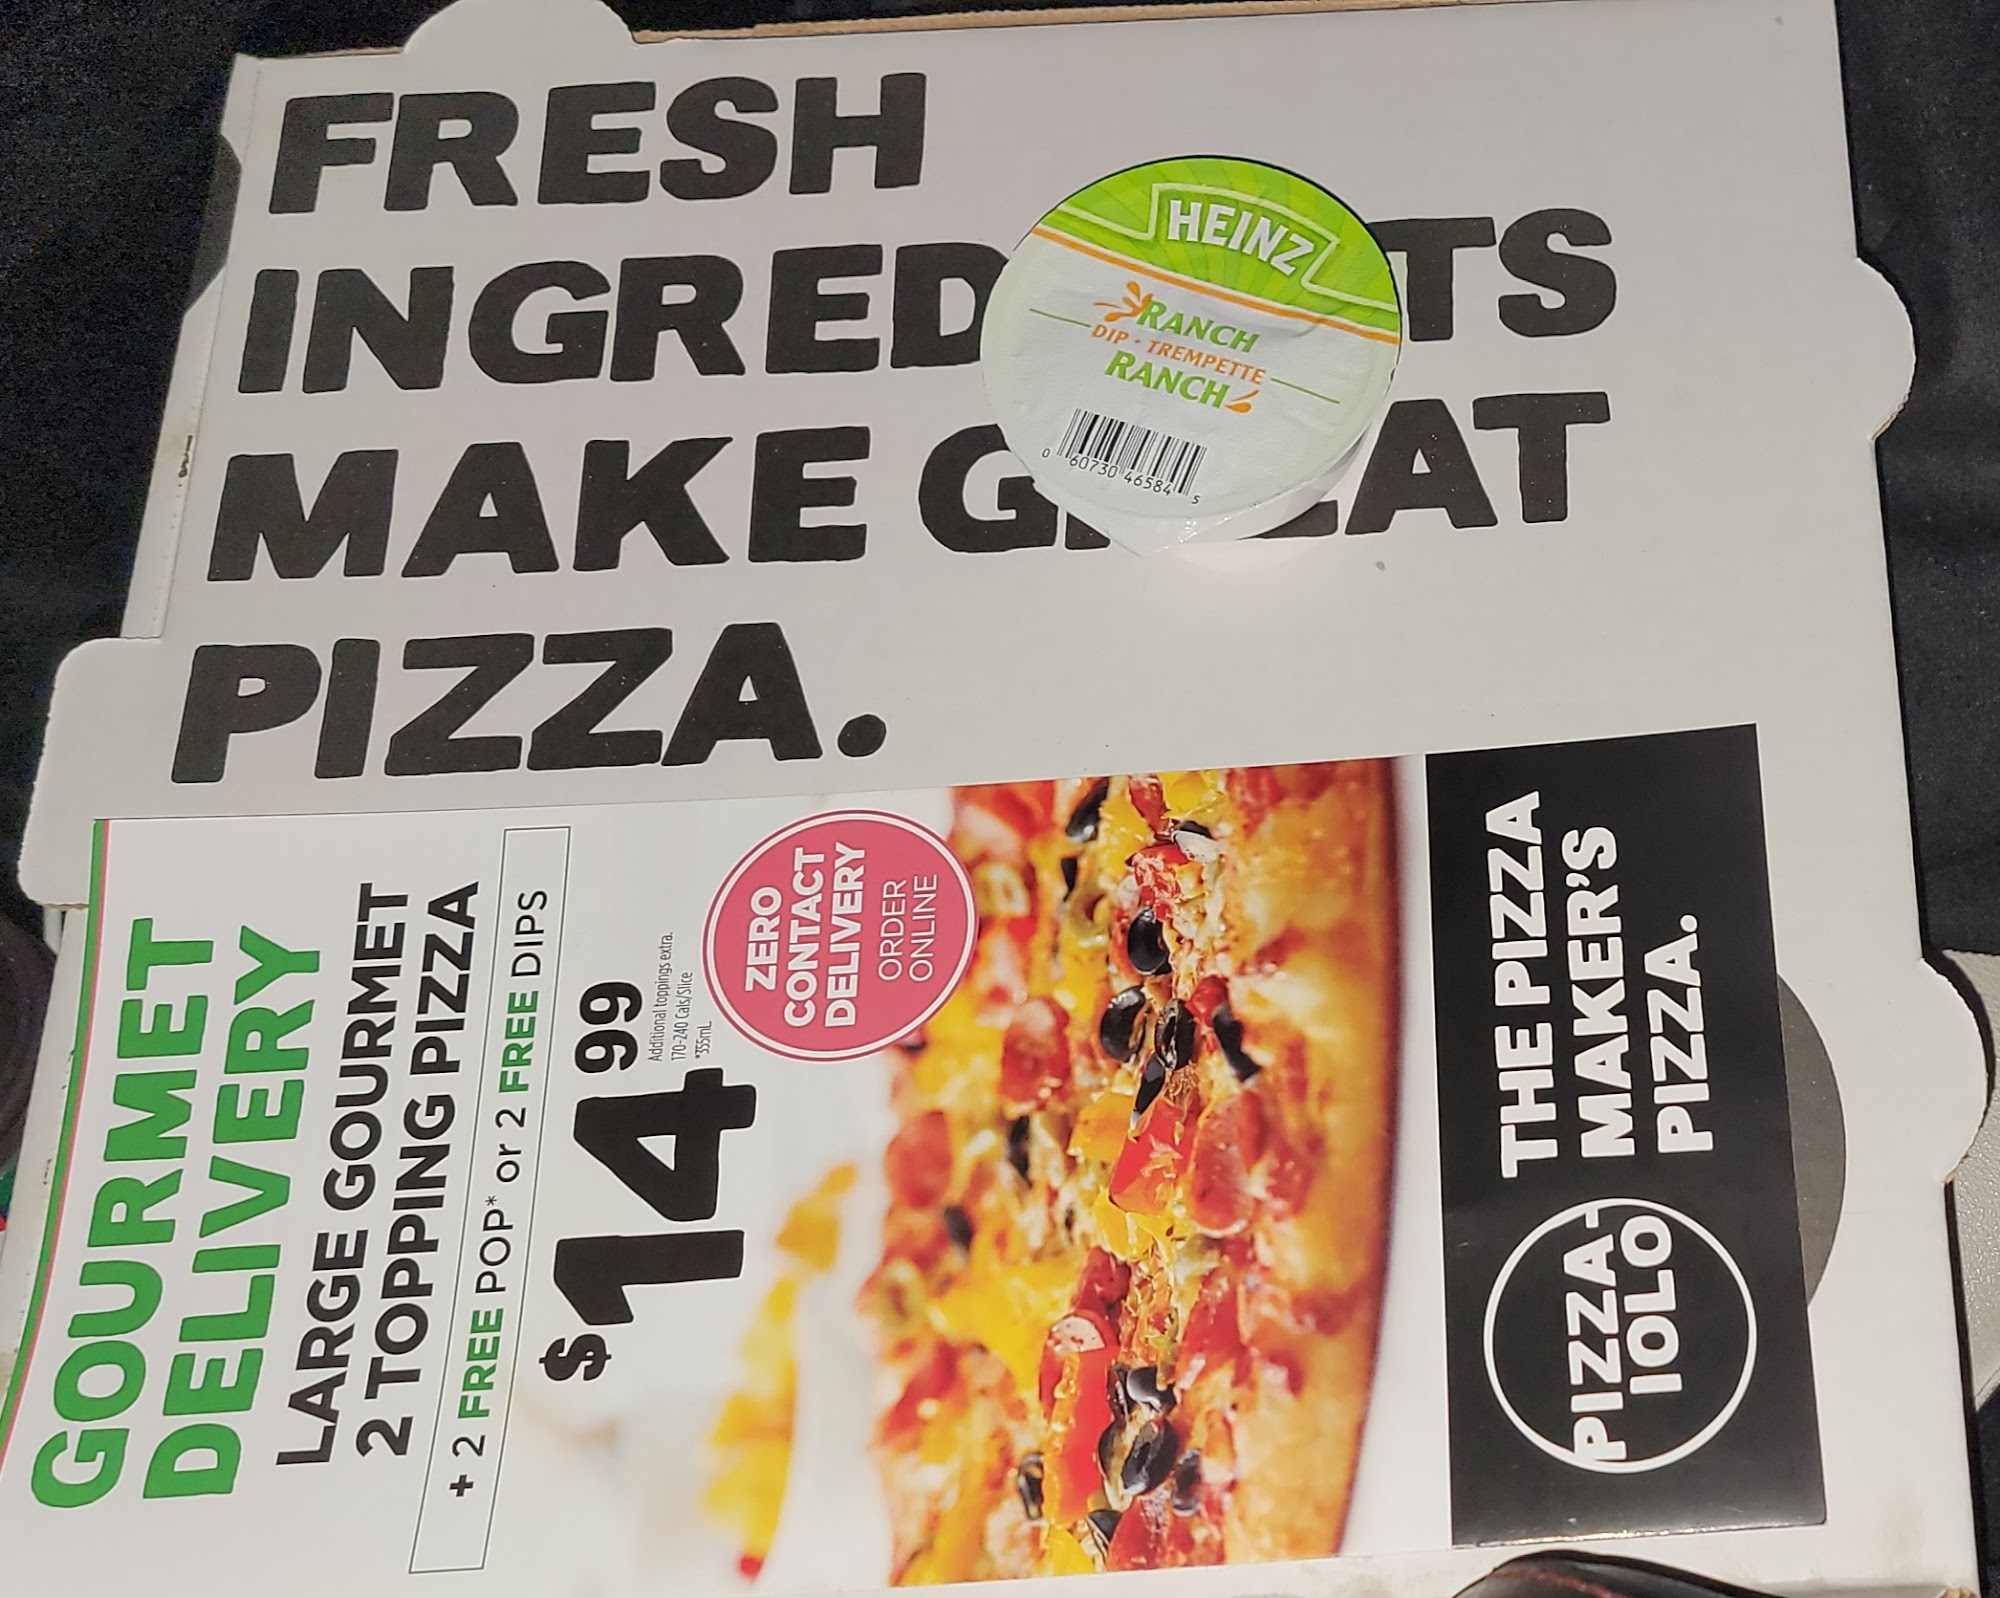 FRESH
INGRED TS
MAKE G EAT
PIZZA.
HEINZ
RANCH
DIP · TREMPETTE
RANCH
0 60730 46584 5
GOURMET
DELIVERY
LARGE GOURMET
2 TOPPING PIZZA
+ 2 FREE POP* or 2 FREE DIPS
$14 99
Additional toppings extra.
170-240 Cals/Slice
*355mL
ZERO
CONTACT
DELIVERY
ORDER
ONLINE
PIZZA-
IOLO
THE PIZZA
MAKER'S
PIZZA.